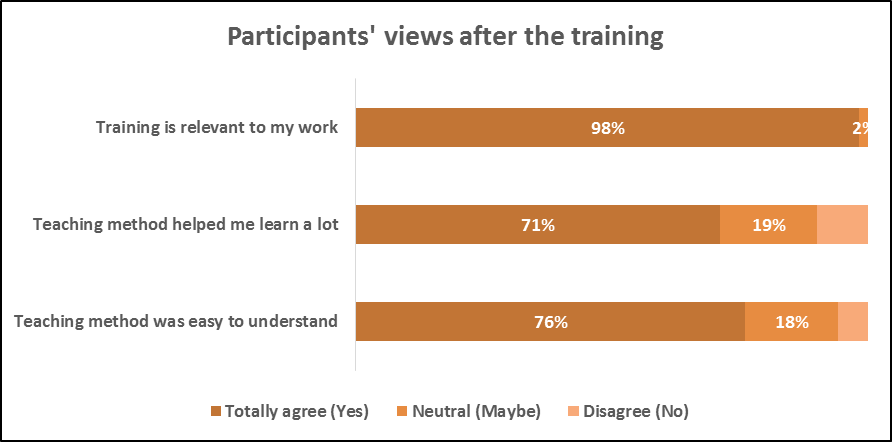 Participants' views after the training
Training is relevant to my work
98%
2%
Teaching method helped me learn a lot
71%
19%
Teaching method was easy to understand
76%
18%
Totally agree (Yes)
Neutral (Maybe)
Disagree (No)